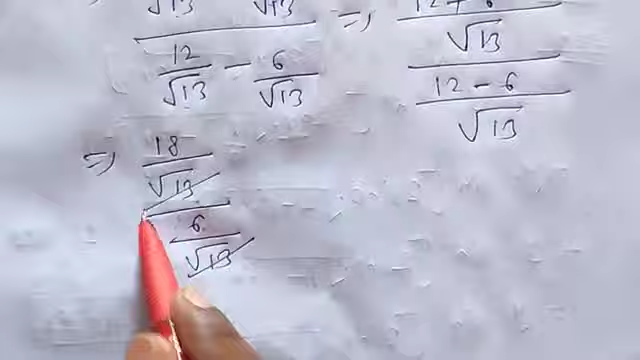 √13 √13
12/√13 - 6/√13
=> 12 + 6/√13
12 - 6/√13
=> 18/√13
6/√13